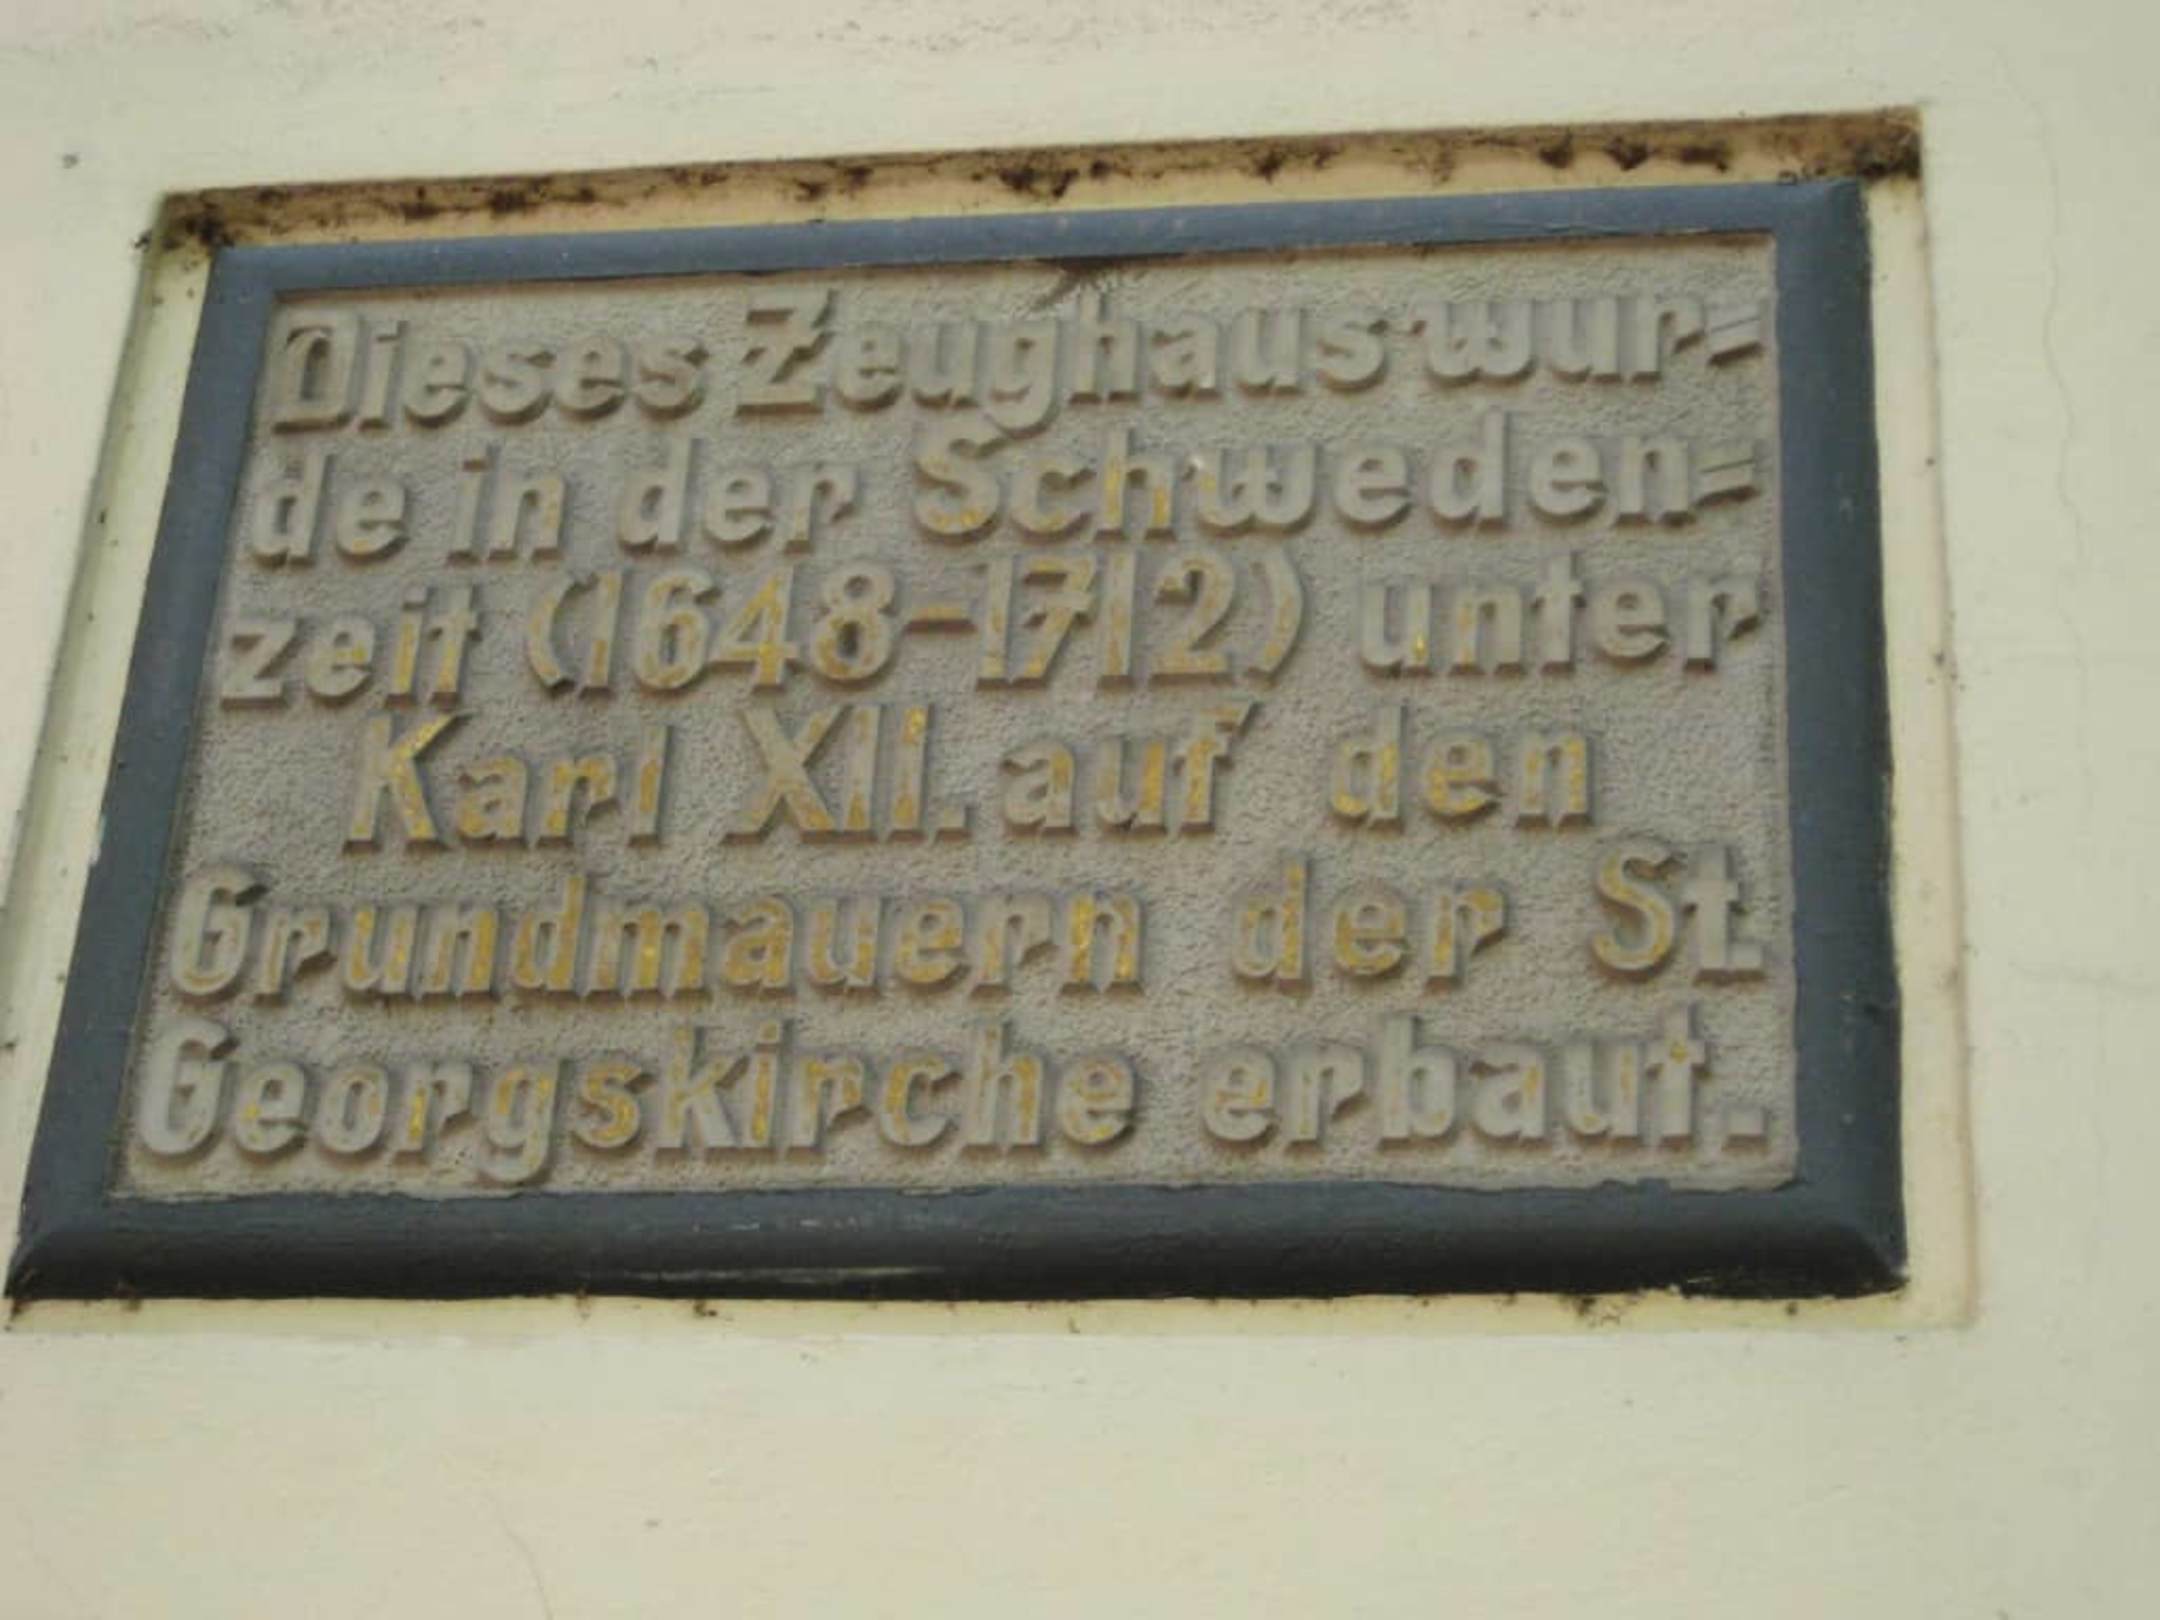 Dieses Zeughaus wur=
de in der Schweden=
zeit (1648-1712) unter
Karl XII. auf den
Grundmauern der St.
Georgskirche erbaut.